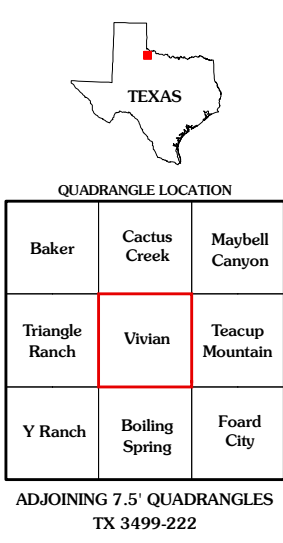 TEXAS
QUADRANGLE LOCATION
Baker
Cactus
Creek
Maybell
Canyon
Triangle
Ranch
Vivian
Teacup
Mountain
Y Ranch
Boiling
Spring
Foard
City
ADJOINING 7.5' QUADRANGLES
TX 3499-222